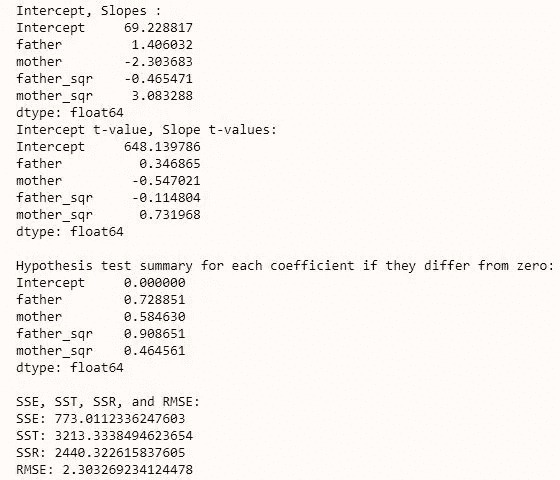 Intercept, Slopes :
Intercept 69.228817
father 1.406032
mother -2.303683
father_sqr -0.465471
mother_sqr 3.083288
dtype: float64
Intercept t-value, Slope t-values:
Intercept 648.139786
father 0.346865
mother -0.547021
father_sqr -0.114804
mother_sqr 0.731968
dtype: float64
Hypothesis test summary for each coefficient if they differ from zero:
Intercept 0.000000
father 0.728851
mother 0.584630
father_sqr 0.908651
mother_sqr 0.464561
dtype: float64
SSE, SST, SSR, and RMSE:
SSE: 773.0112336247603
SST: 3213.3338494623654
SSR: 2440.322615837605
RMSE: 2.303269234124478